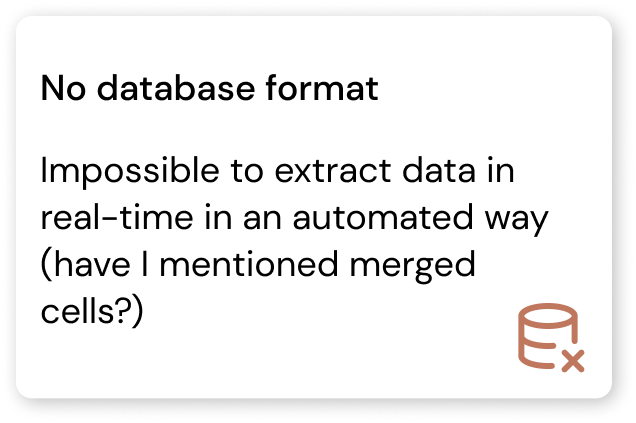 No database format
Impossible to extract data in
real-time in an automated way
(have I mentioned merged
cells?)